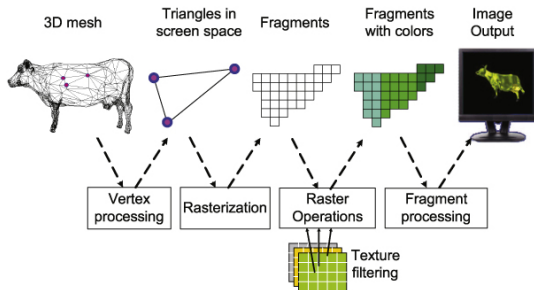 3D mesh
Triangles in
screen space
Fragments
Fragments
with colors
Image
Output
Vertex
processing
Rasterization
Raster
Operations
Fragment
processing
Texture
filtering